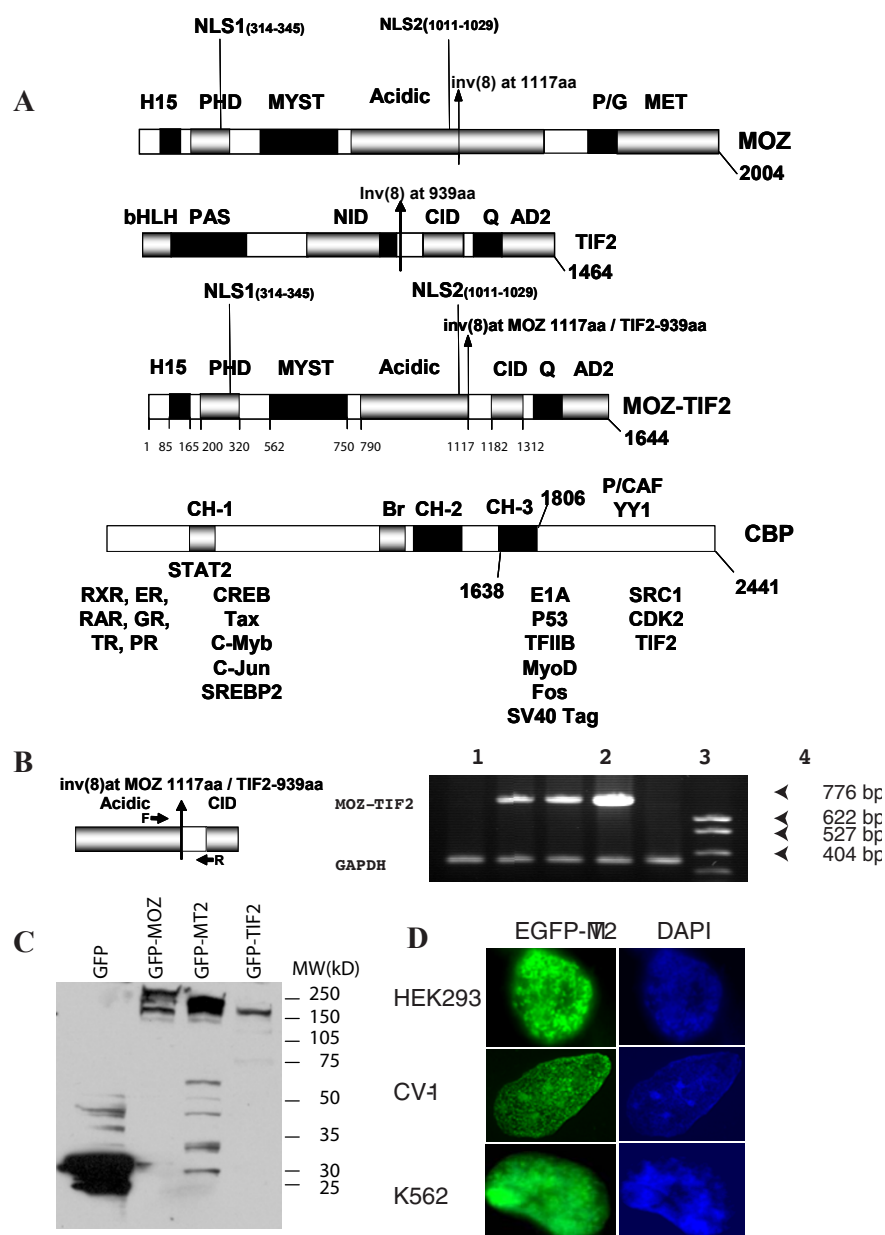 A
NLS1(314-345)
NLS2(1011-1029)
inv(8) at 1117aa
H15 PHD MYST Acidic P/G MET
MOZ
2004
Inv(8) at 939aa
bHLH PAS NID CID Q AD2
TIF2
1464
NLS1(314-345)
NLS2(1011-1029)
inv(8)at MOZ 1117aa / TIF2-939aa
H15 PHD MYST Acidic CID Q AD2
MOZ-TIF2
1644
1 85 165 200 320 562 750 790 1117 1182 1312
P/CAF
YY1
CH-1 Br CH-2 CH-3 1806
CBP
2441
1638
STAT2
RXR, ER,
RAR, GR,
TR, PR
CREB
Tax
C-Myb
C-Jun
SREBP2
E1A
P53
TFIIB
MyoD
Fos
SV40 Tag
SRC1
CDK2
TIF2
B
inv(8)at MOZ 1117aa / TIF2-939aa
Acidic CID
F
R
1 2 3 4
MOZ-TIF2
GAPDH
776 bp
622 bp
527 bp
404 bp
C
GFP
GFP-MOZ
GFP-MT2
GFP-TIF2
MW(kD)
250
150
105
75
50
35
30
25
D
EGFP-MT2 DAPI
HEK293
CV-1
K562